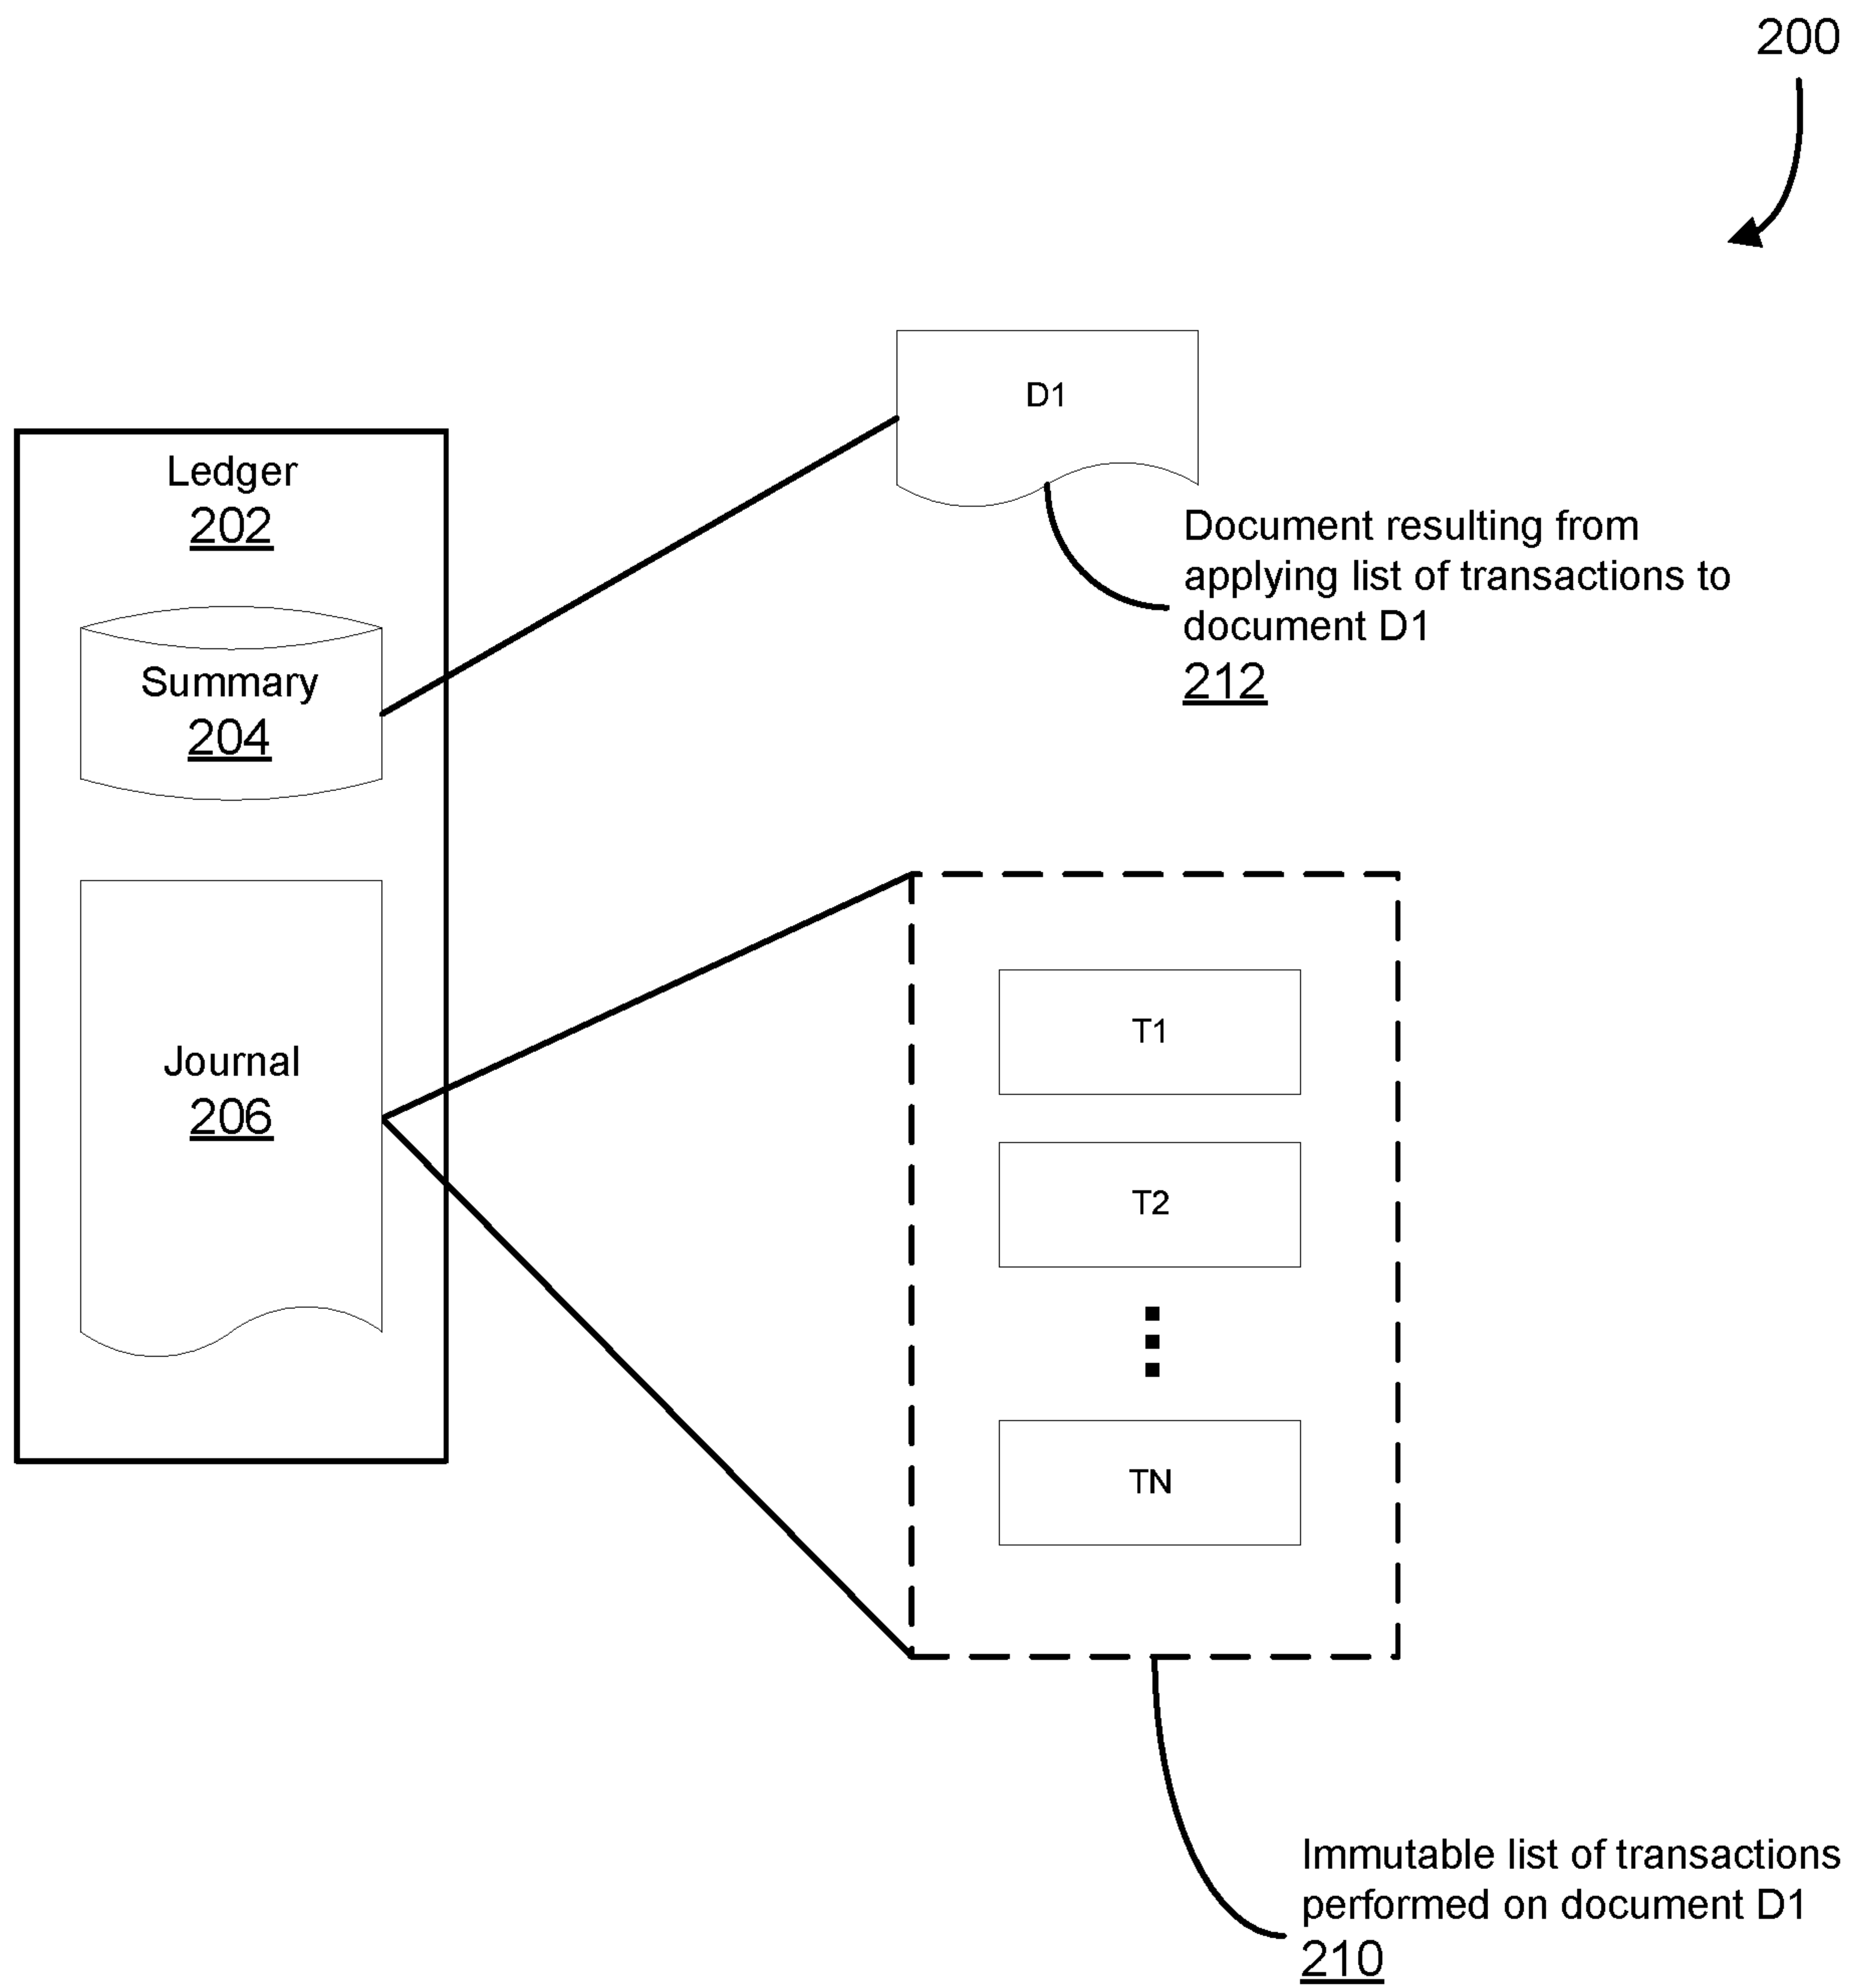 200
D1
Ledger
202
Document resulting from
applying list of transactions to
document D1
212
Summary
204
Journal
206
T1
T2
TN
Immutable list of transactions
performed on document D1
210